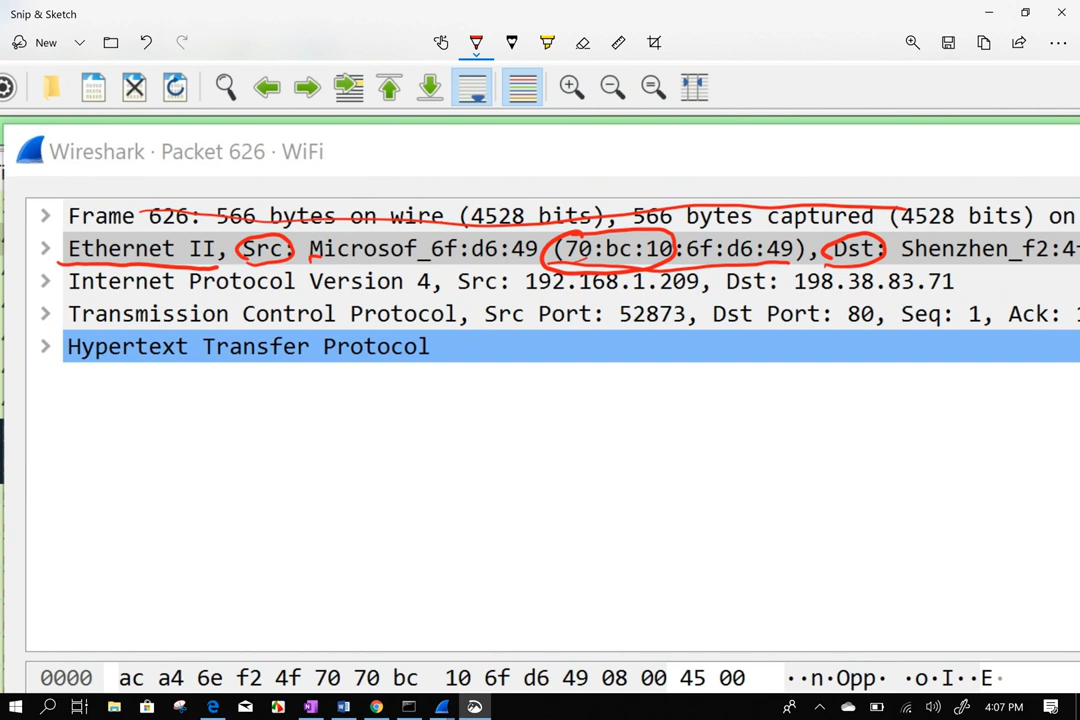 Snip & Sketch
New
Wireshark · Packet 626 · WiFi
Frame 626: 566 bytes on wire (4528 bits), 566 bytes captured (4528 bits) on
Ethernet II, Src: Microsof_6f:d6:49 (70:bc:10:6f:d6:49), Dst: Shenzhen_f2:4f
Internet Protocol Version 4, Src: 192.168.1.209, Dst: 198.38.83.71
Transmission Control Protocol, Src Port: 52873, Dst Port: 80, Seq: 1, Ack:
Hypertext Transfer Protocol
0000 ac a4 6e f2 4f 70 70 bc 10 6f d6 49 08 00 45 00 ··n·Opp· ·o·I··E·
4:07 PM